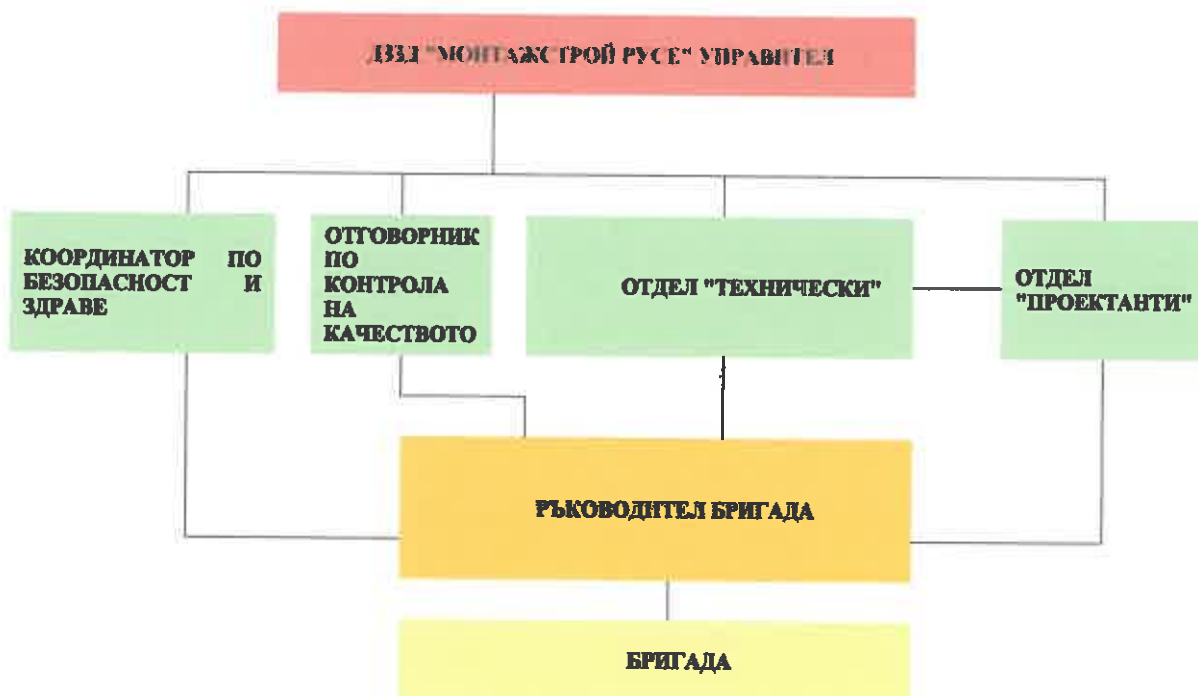 ДЗЗД "МОНТАЖСТРОЙ РУСЕ" УПРАВИТЕЛ
КООРДИНАТОР ПО
БЕЗОПАСНОСТ И
ЗДРАВЕ
ОТГОВОРНИК
ПО
КОНТРОЛА
НА
КАЧЕСТВОТО
ОТДЕЛ "ТЕХНИЧЕСКИ"
ОТДЕЛ
"ПРОЕКТАНТИ"
РЪКОВОДИТЕЛ БРИГАДА
БРИГАДА